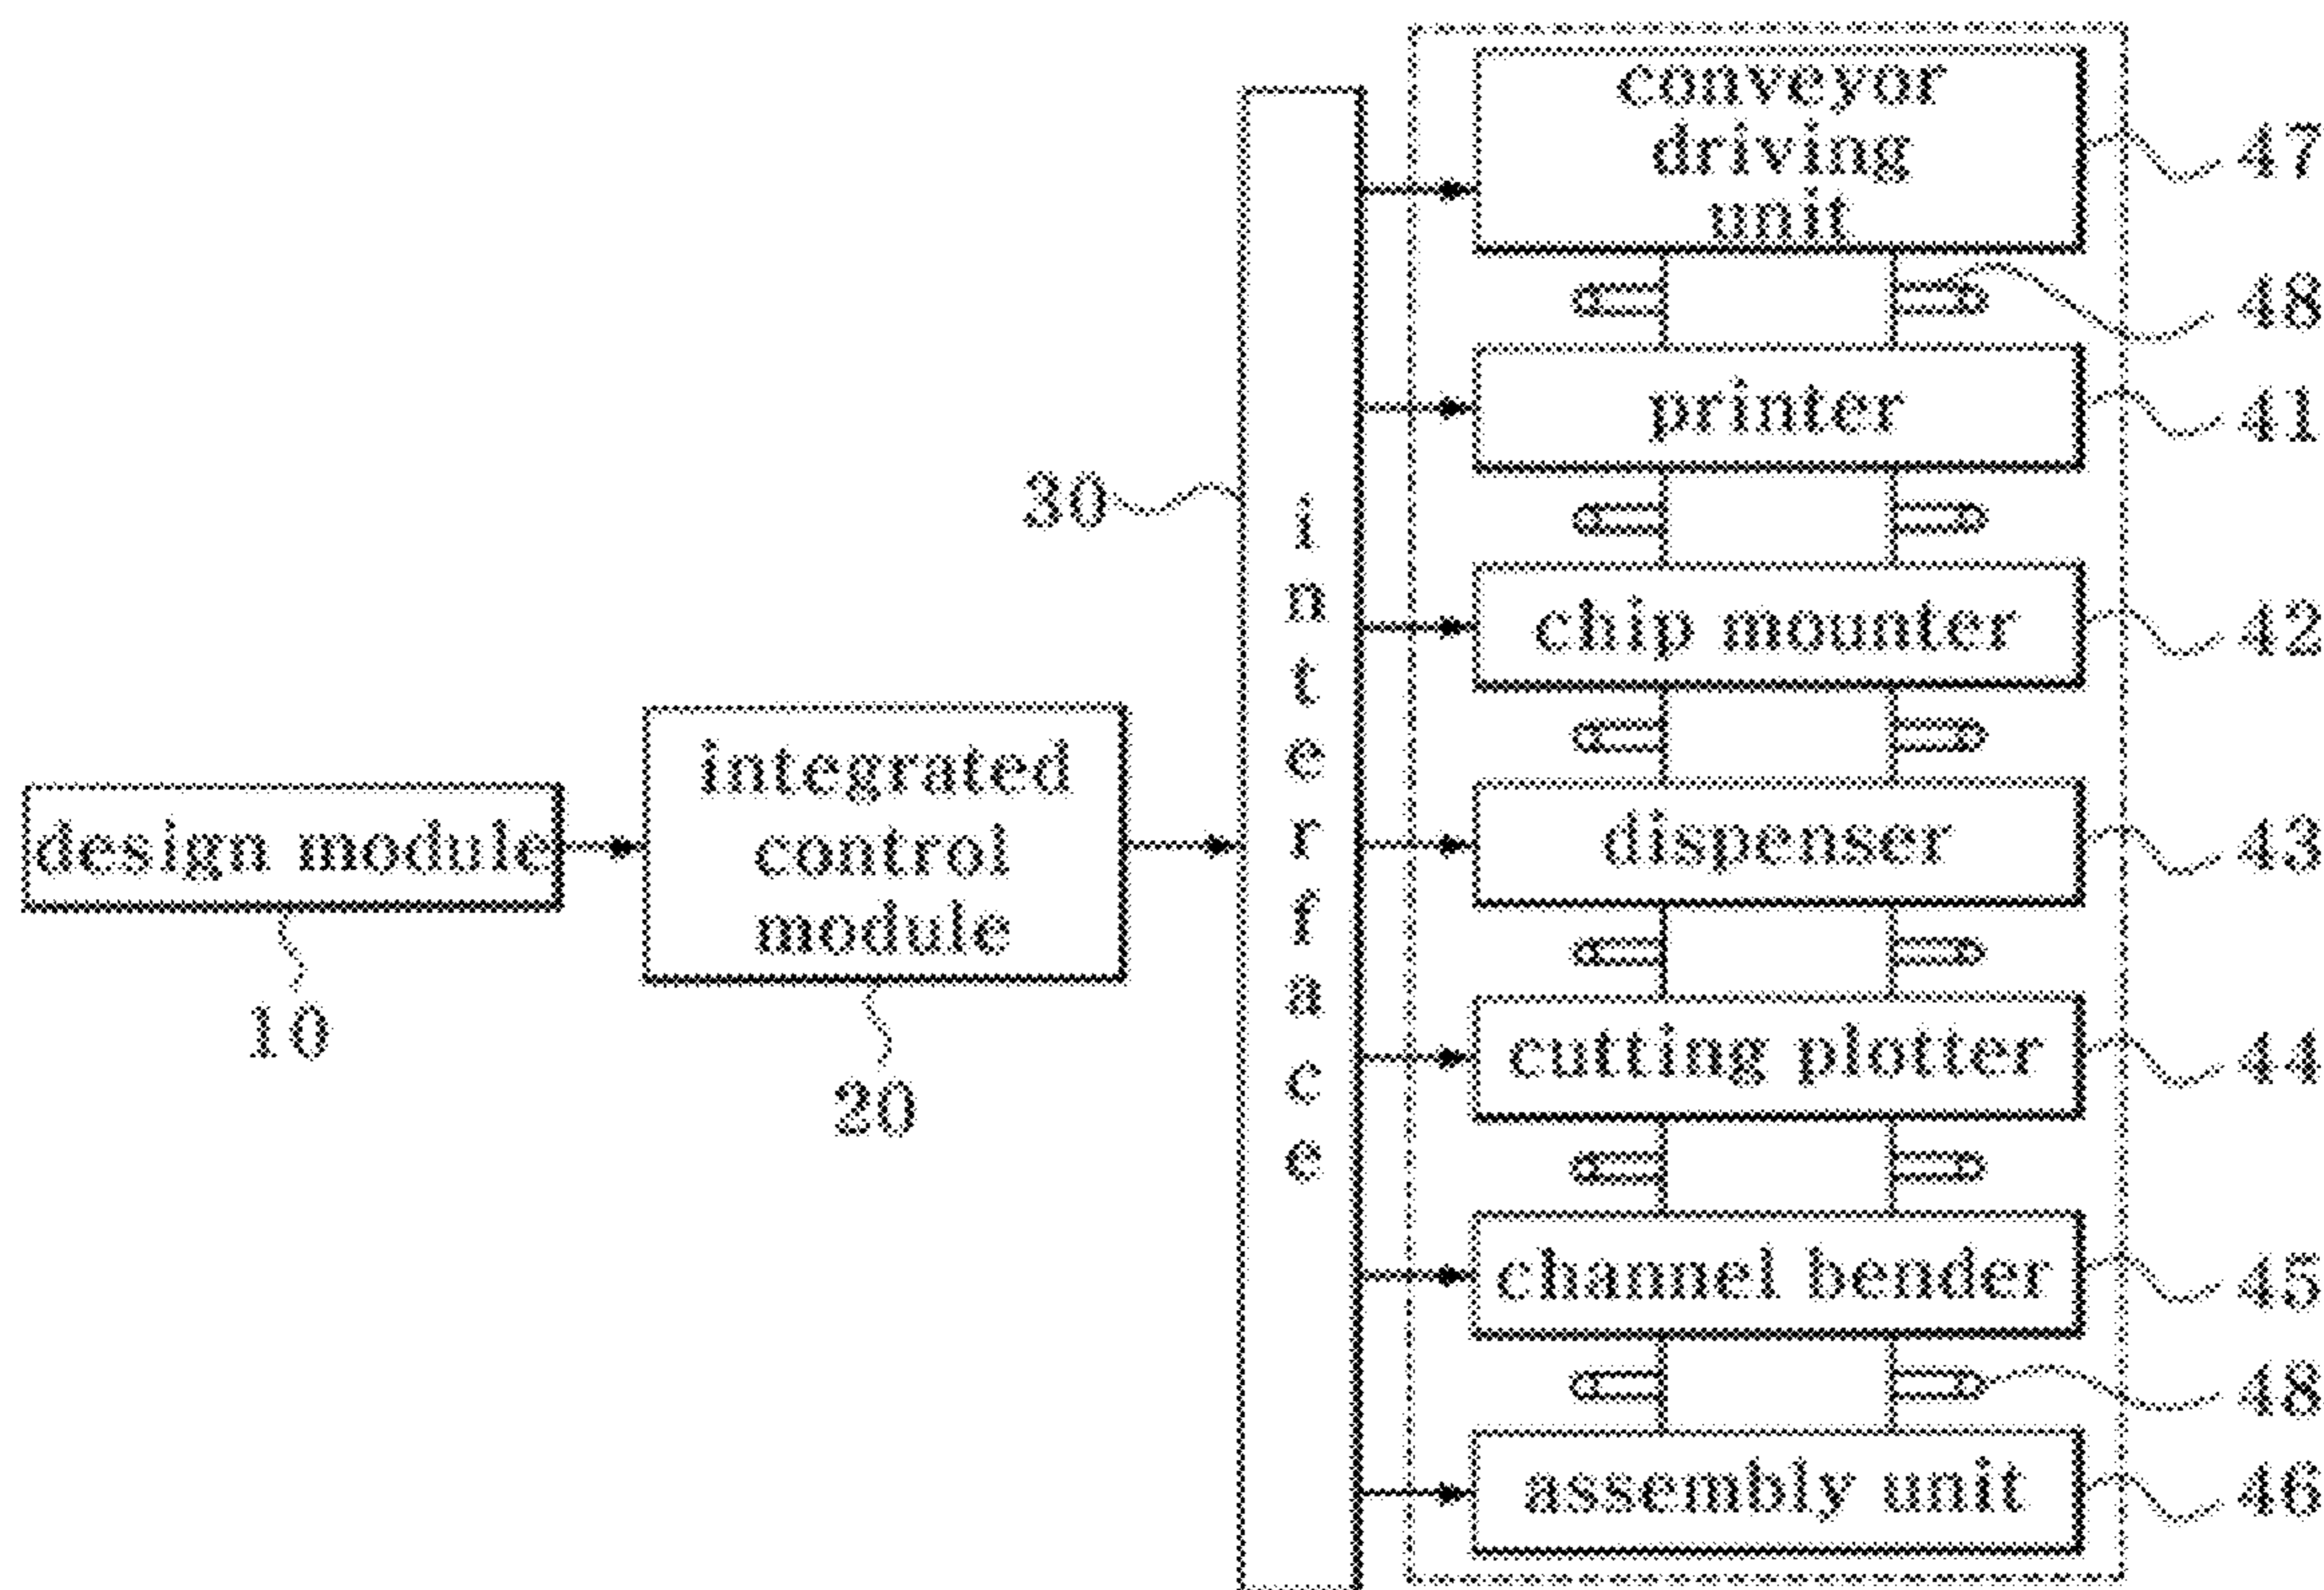 conveyor
driving
unit
47
48
printer
41
30
interface
chip mounter
42
integrated
control
module
design module
dispenser
43
10
20
cutting plotter
44
channel bender
45
48
assembly unit
46